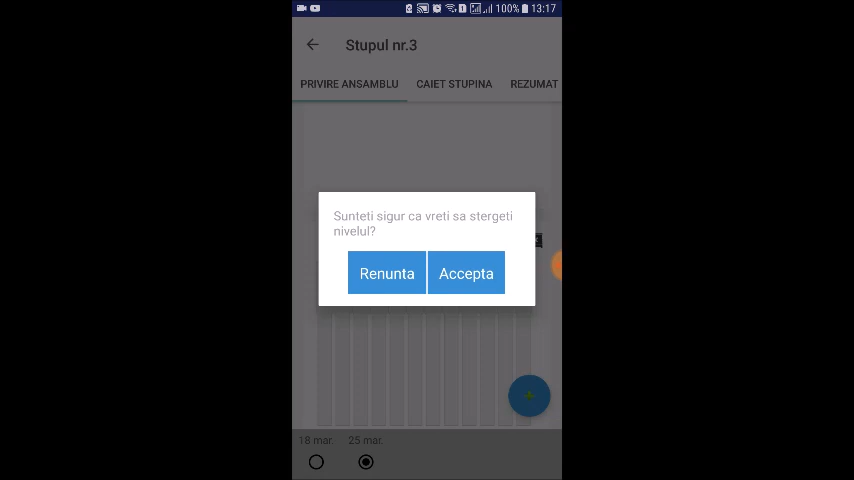 100% 13:17
Stupul nr.3
PRIVIRE ANSAMBLU CAIET STUPINA REZUMAT
Sunteti sigur ca vreti sa stergeti
nivelul?
Renunta Accepta
18 mar. 25 mar.